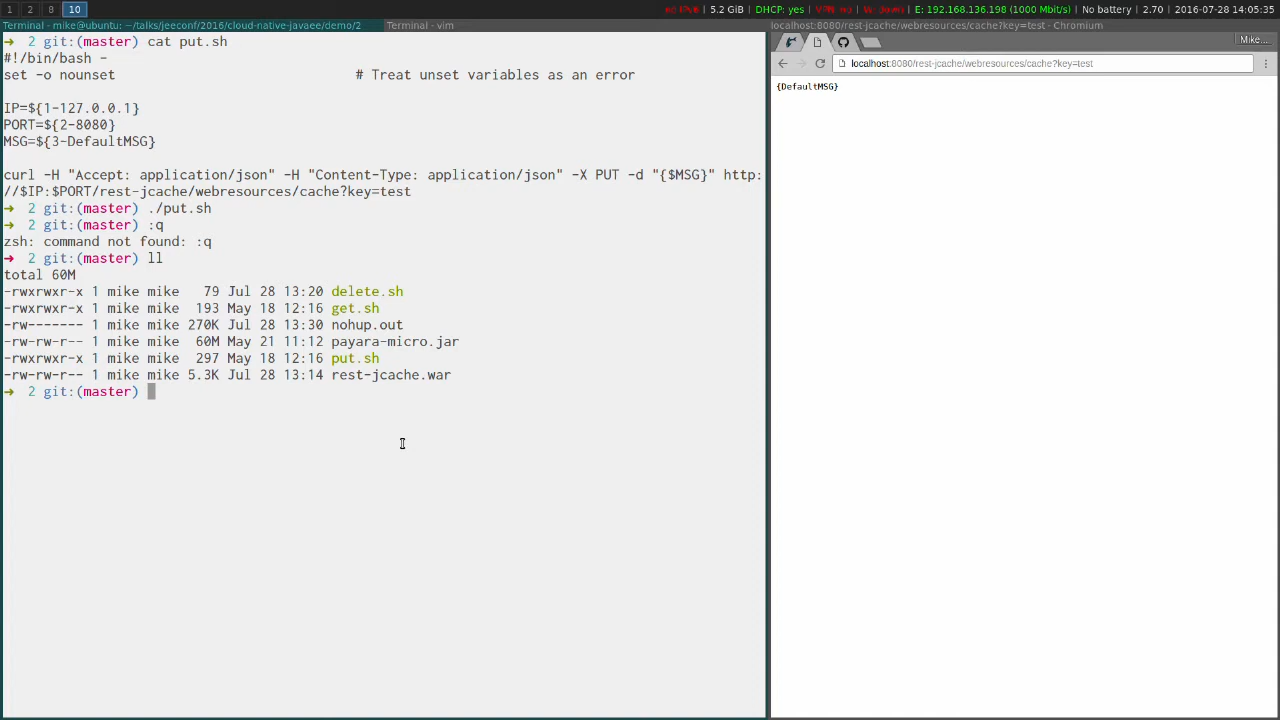 1 2 8 10
no IPv6 | 5.2 GiB | DHCP: yes | VPN: no | W: down | E: 192.168.136.198 (1000 Mbit/s) | No battery | 2.70 | 2016-07-28 14:05:35
Terminal - mike@ubuntu: ~/talks/jeeconf/2016/cloud-native-javaee/demo/2
Terminal - vim
localhost:8080/rest-jcache/webresources/cache?key=test - Chromium
➜ 2 git:(master) cat put.sh
#!/bin/bash -
set -o nounset # Treat unset variables as an error
IP=${1-127.0.0.1}
PORT=${2-8080}
MSG=${3-DefaultMSG}
curl -H "Accept: application/json" -H "Content-Type: application/json" -X PUT -d "{$MSG}" http:
//$IP:$PORT/rest-jcache/webresources/cache?key=test
➜ 2 git:(master) ./put.sh
➜ 2 git:(master) :q
zsh: command not found: :q
➜ 2 git:(master) ll
total 60M
-rwxrwxr-x 1 mike mike 79 Jul 28 13:20 delete.sh
-rwxrwxr-x 1 mike mike 193 May 18 12:16 get.sh
-rw------- 1 mike mike 270K Jul 28 13:30 nohup.out
-rw-rw-r-- 1 mike mike 60M May 21 11:12 payara-micro.jar
-rwxrwxr-x 1 mike mike 297 May 18 12:16 put.sh
-rw-rw-r-- 1 mike mike 5.3K Jul 28 13:14 rest-jcache.war
➜ 2 git:(master)
Mike...
localhost:8080/rest-jcache/webresources/cache?key=test
{DefaultMSG}